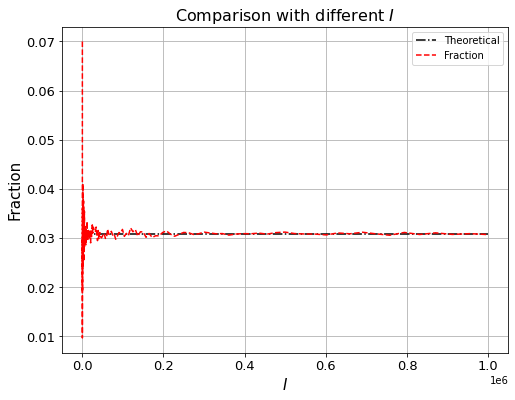 Comparison with different I
Theoretical
Fraction
0.07
0.06
0.05
0.04
0.03
0.02
0.01
Fraction
0.0 0.2 0.4 0.6 0.8 1.0
1e6
I